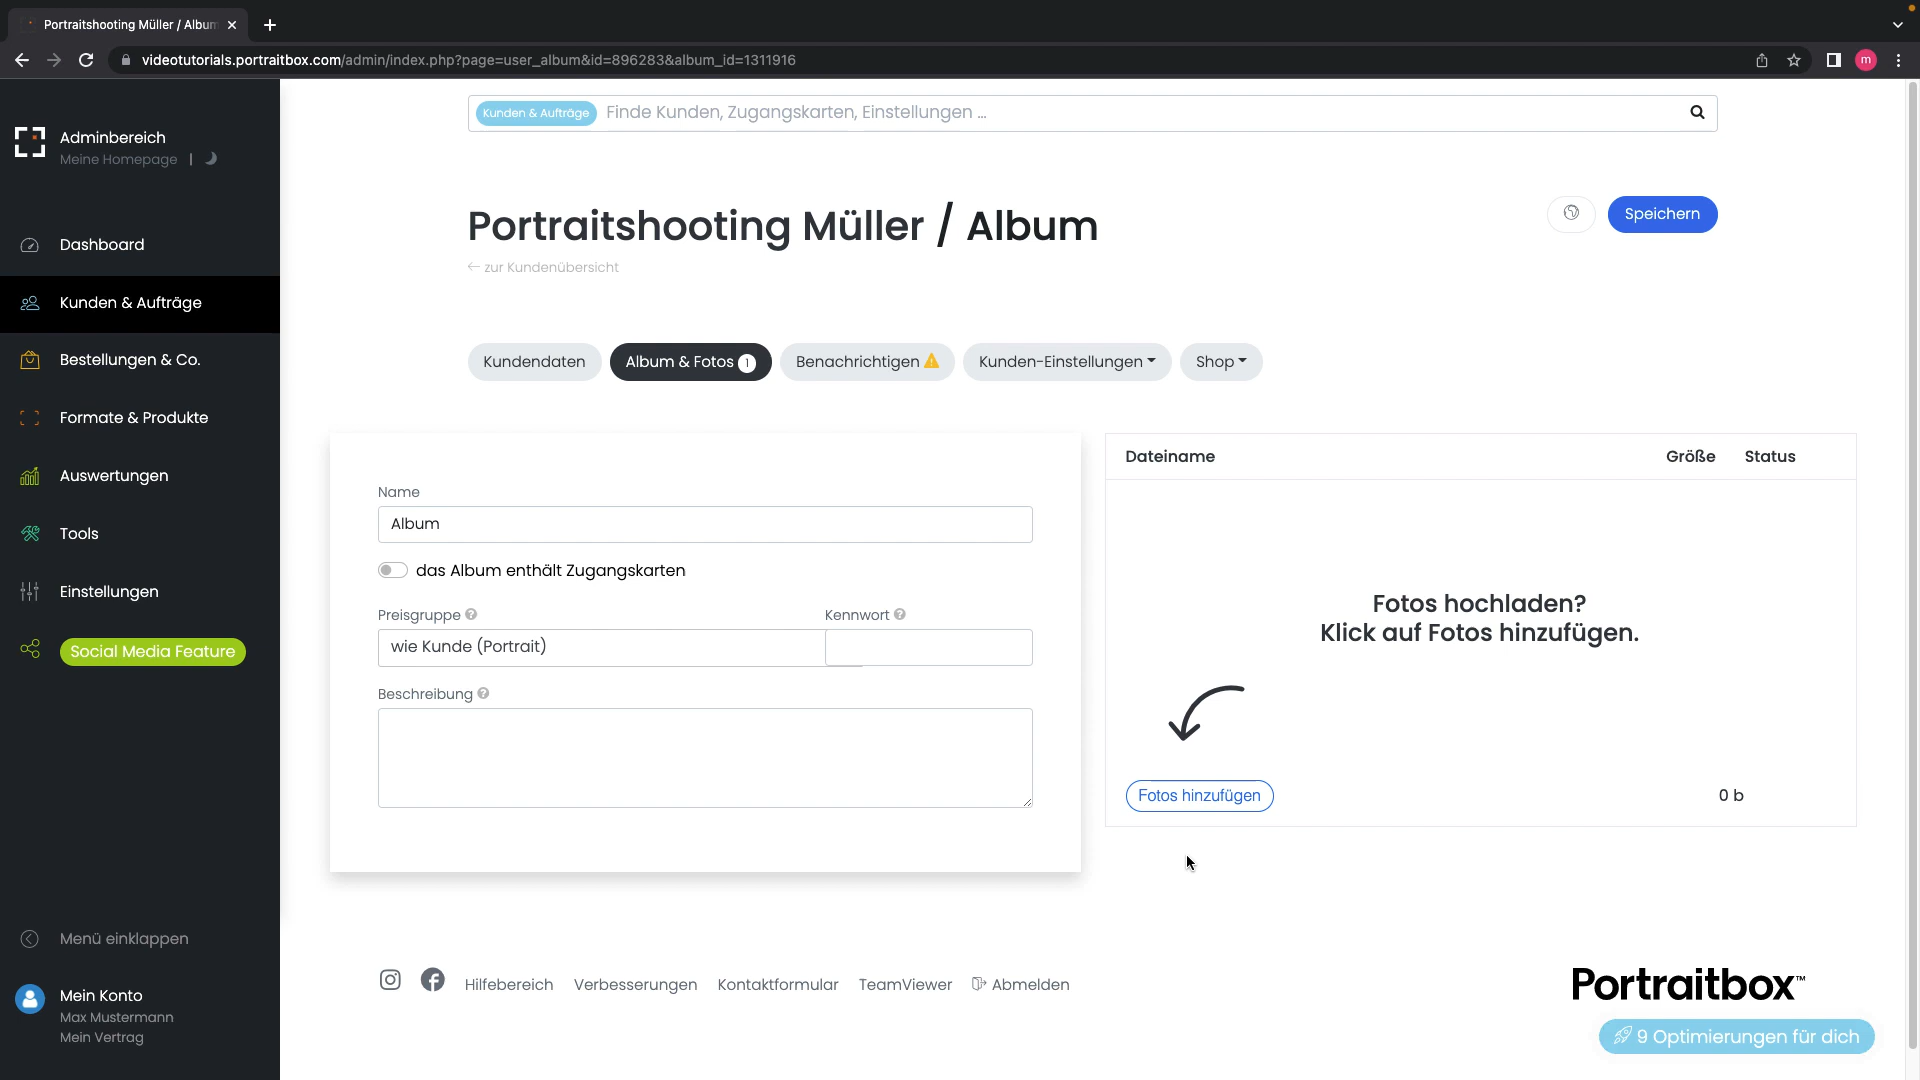 Portraitshooting Müller / Album
videotutorials.portraitbox.com/admin/index.php?page=user_album&id=896283&album_id=1311916
m
Adminbereich
Meine Homepage |
Dashboard
Kunden & Aufträge
Bestellungen & Co.
Formate & Produkte
Auswertungen
Tools
Einstellungen
Social Media Feature
Menü einklappen
Mein Konto
Max Mustermann
Mein Vertrag
Kunden & Aufträge Finde Kunden, Zugangskarten, Einstellungen ...
Portraitshooting Müller / Album
← zur Kundenübersicht
Speichern
Kundendaten Album & Fotos 1 Benachrichtigen Kunden-Einstellungen Shop
Name
Album
das Album enthält Zugangskarten
Preisgruppe ? Kennwort ?
wie Kunde (Portrait)
Beschreibung ?
Dateiname Größe Status
Fotos hochladen?
Klick auf Fotos hinzufügen.
Fotos hinzufügen 0 b
Hilfebereich Verbesserungen Kontaktformular TeamViewer Abmelden
Portraitbox™
9 Optimierungen für dich